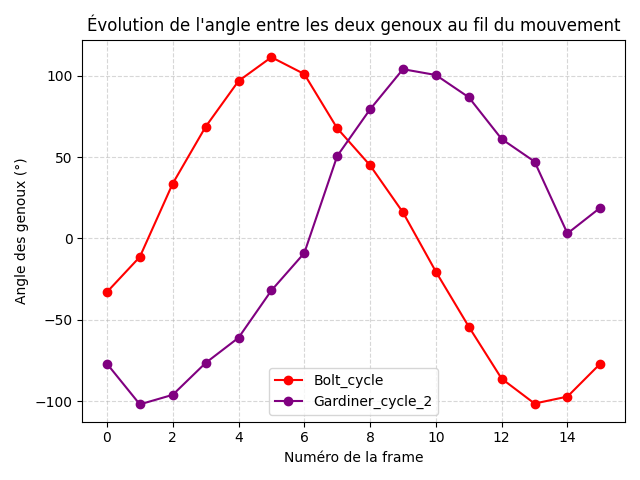 Évolution de l'angle entre les deux genoux au fil du mouvement
Angle des genoux (°)
100
50
0
−50
−100
Bolt_cycle
Gardiner_cycle_2
0 2 4 6 8 10 12 14
Numéro de la frame